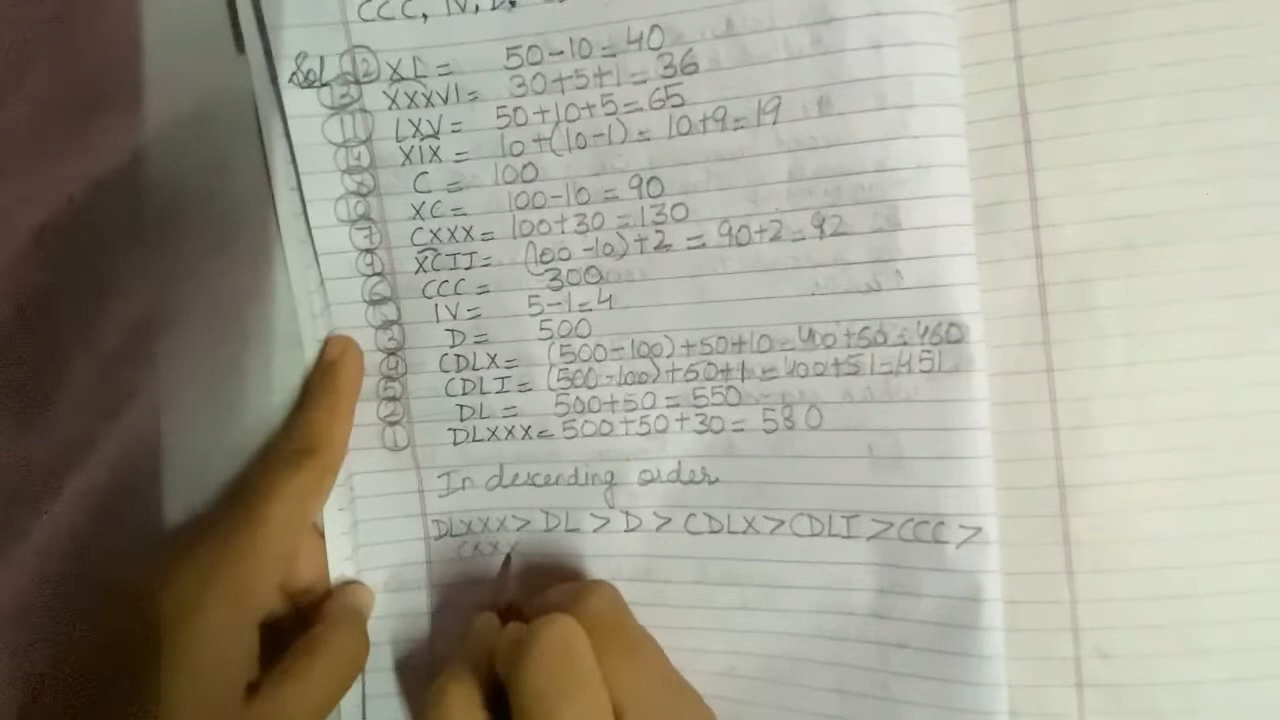 CCC, IV, D,
Sol (12) XL = 50-10=40
(13) XXXVI= 30+5+1=36
(11) LXV= 50+10+5=65
(14) XIX = 10+(10-1)= 10+9=19
(8) C = 100
(10) XC= 100-10=90
(7) CXXX= 100+30=130
(9) XCII= (100-10)+2 = 90+2=92
(6) CCC= 300
IV= 5-1=4
(3) D= 500
(4) CDLX= (500-100)+50+10=400+60=460
(5) CDLI= (500-100)+50+1=400+51=451
(2) DL= 500+50=550
(1) DLXXX= 500+50+30= 580
In descending order
DLXXX> DL > D > CDLX>CDLI>CCC>
CXX